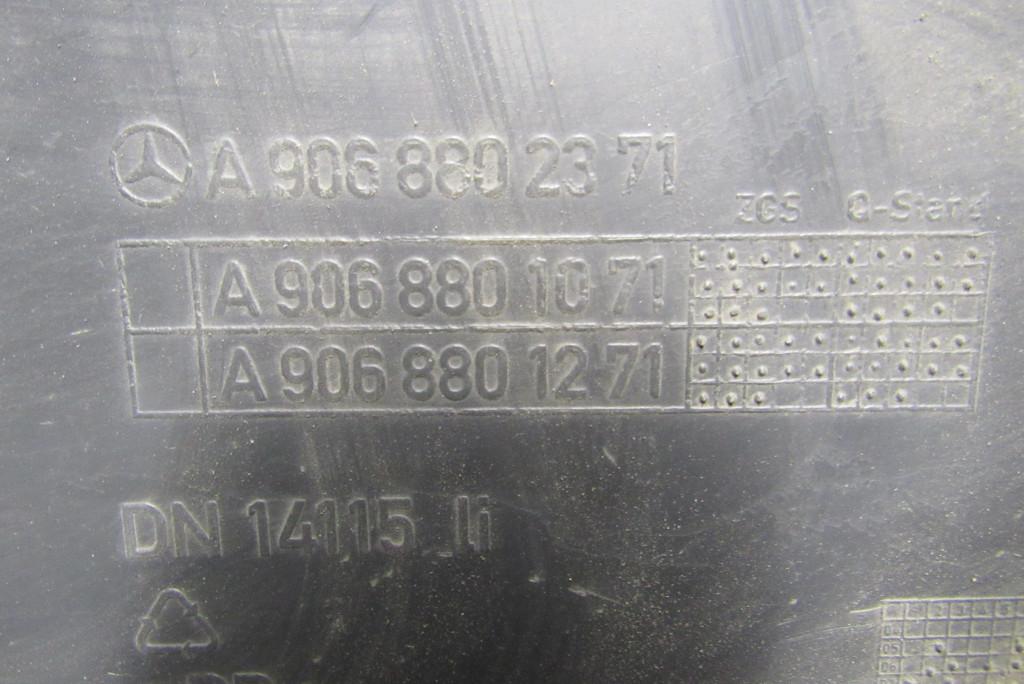 A 906 880 23 71
ZGS Q-Stand
A 906 880 10 71
A 906 880 12 71
DN 14115_li